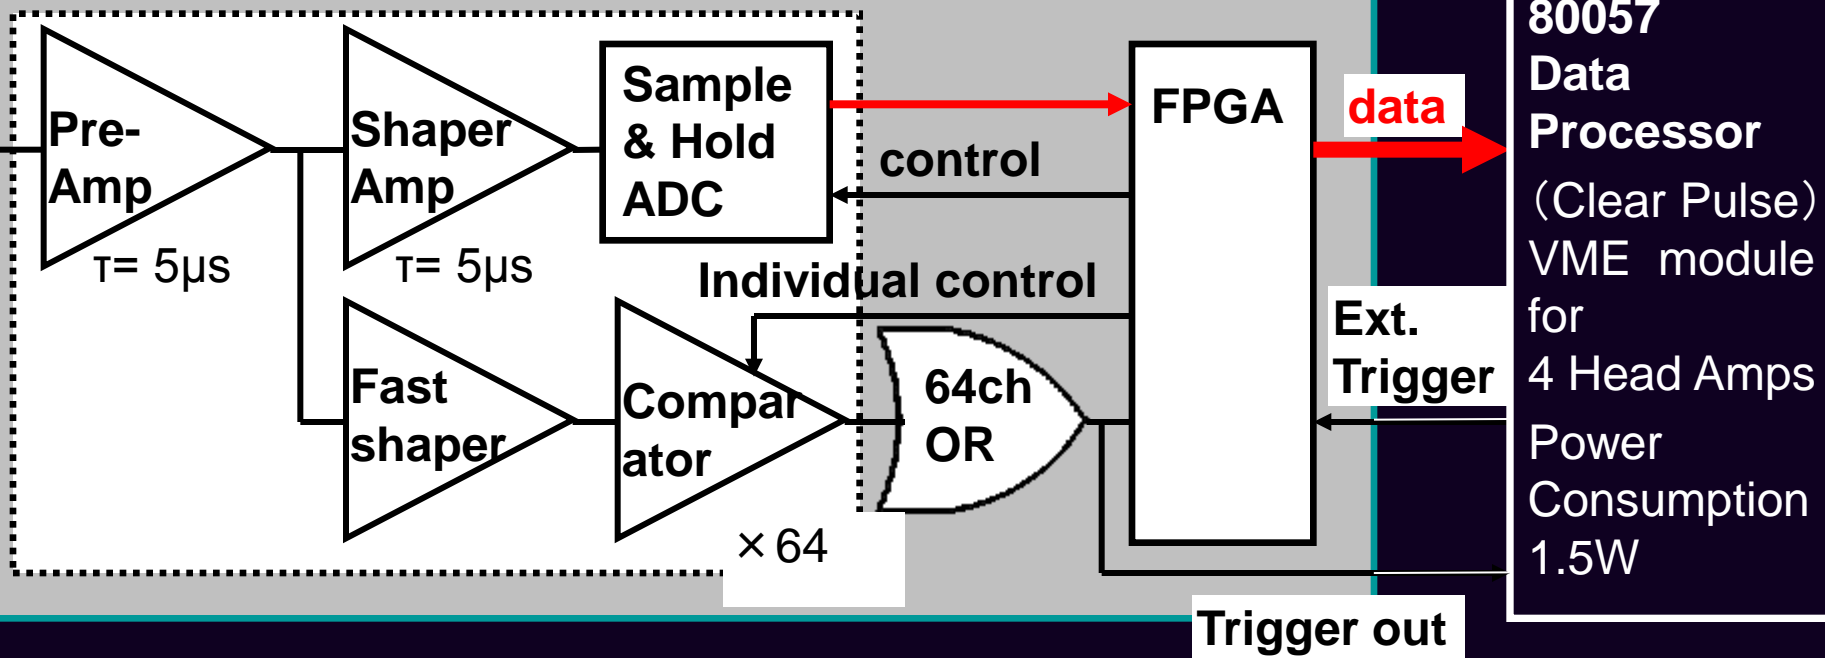 Pre-
Amp
τ= 5μs
Shaper
Amp
τ= 5μs
Sample
& Hold
ADC
control
Individual control
Fast
shaper
Compar
ator
×64
64ch
OR
FPGA
data
Ext.
Trigger
Trigger out
80057
Data
Processor
（Clear Pulse）
VME module
for
4 Head Amps
Power
Consumption
1.5W